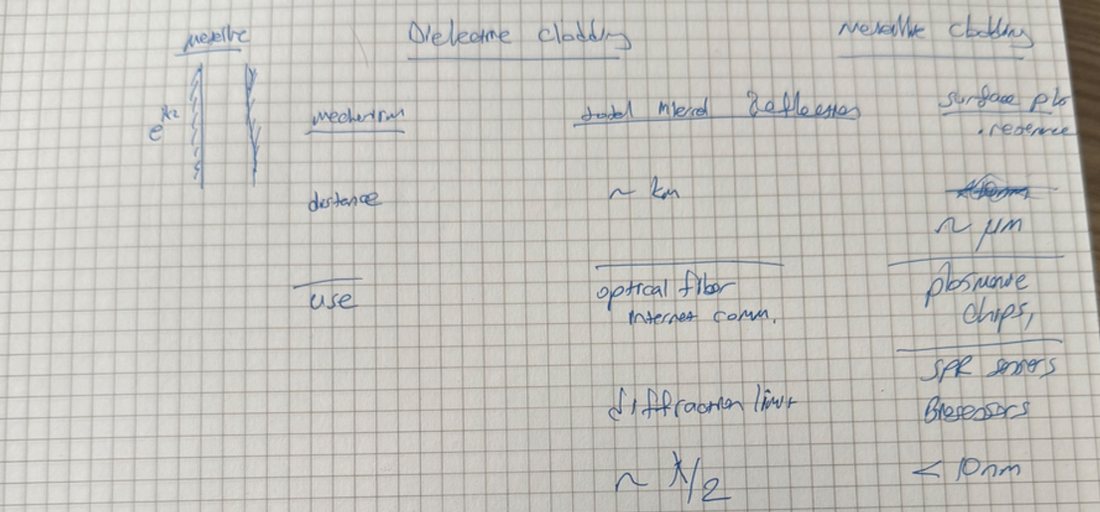 metallic
Dielectric cladding
Metallic cladding
e
mechanism
total internal Reflection
surface pla
resonance
distance
~ km
~ μm
use
optical fiber
internet comm.
plasmonic
chips,
SPR sensors
diffraction limit
Biosensors
~ λ/2
< 10nm